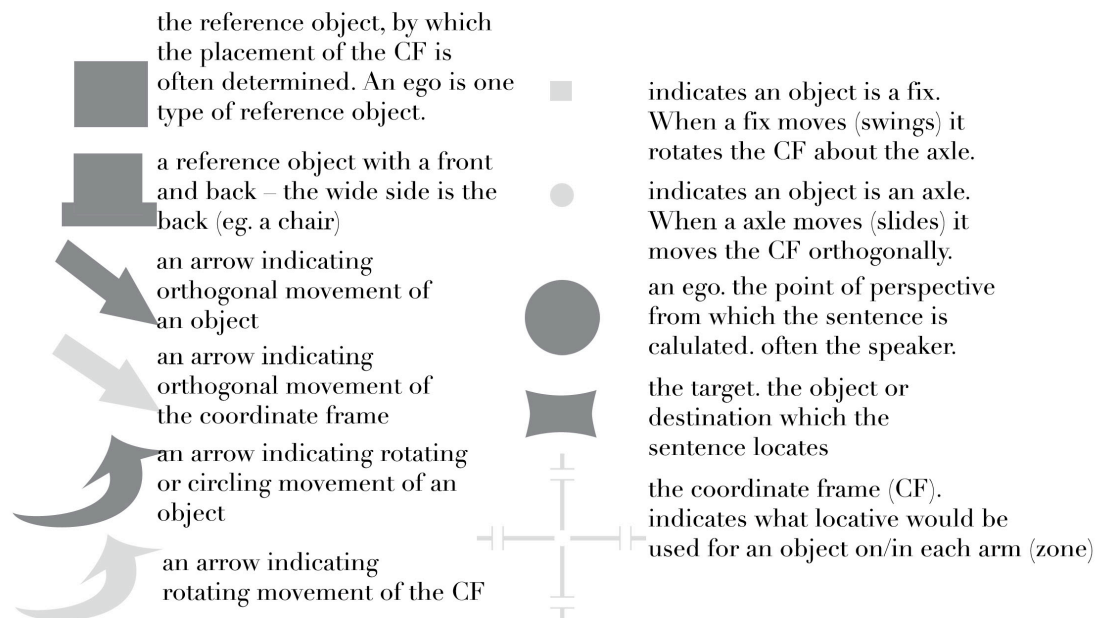 the reference object, by which
the placement of the CF is
often determined. An ego is one
type of reference object.
a reference object with a front
and back – the wide side is the
back (eg. a chair)
an arrow indicating
orthogonal movement of
an object
an arrow indicating
orthogonal movement of
the coordinate frame
an arrow indicating rotating
or circling movement of an
object
an arrow indicating
rotating movement of the CF
indicates an object is a fix.
When a fix moves (swings) it
rotates the CF about the axle.
indicates an object is an axle.
When a axle moves (slides) it
moves the CF orthogonally.
an ego. the point of perspective
from which the sentence is
calulated. often the speaker.
the target. the object or
destination which the
sentence locates
the coordinate frame (CF).
indicates what locative would be
used for an object on/in each arm (zone)